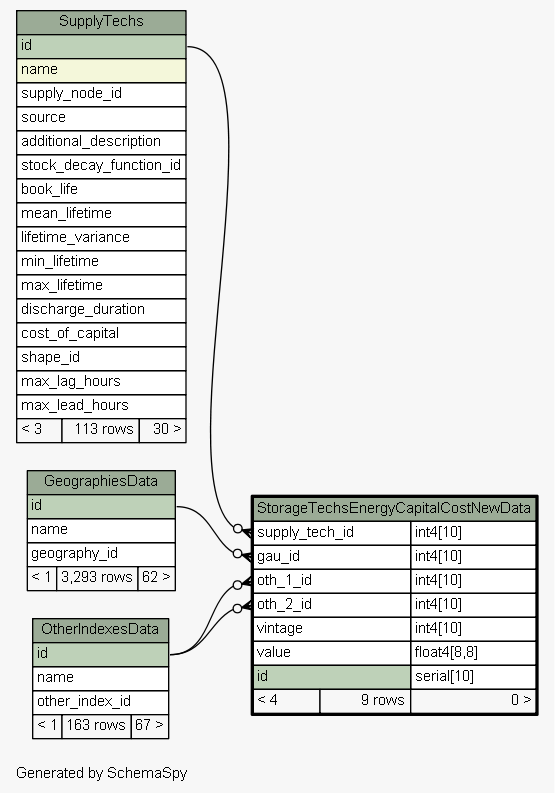 SupplyTechs
id
name
supply_node_id
source
additional_description
stock_decay_function_id
book_life
mean_lifetime
lifetime_variance
min_lifetime
max_lifetime
discharge_duration
cost_of_capital
shape_id
max_lag_hours
max_lead_hours
< 3 113 rows 30 >
GeographiesData
id
name
geography_id
< 1 3,293 rows 62 >
OtherIndexesData
id
name
other_index_id
< 1 163 rows 67 >
StorageTechsEnergyCapitalCostNewData
supply_tech_id int4[10]
gau_id int4[10]
oth_1_id int4[10]
oth_2_id int4[10]
vintage int4[10]
value float4[8,8]
id serial[10]
< 4 9 rows 0 >
Generated by SchemaSpy